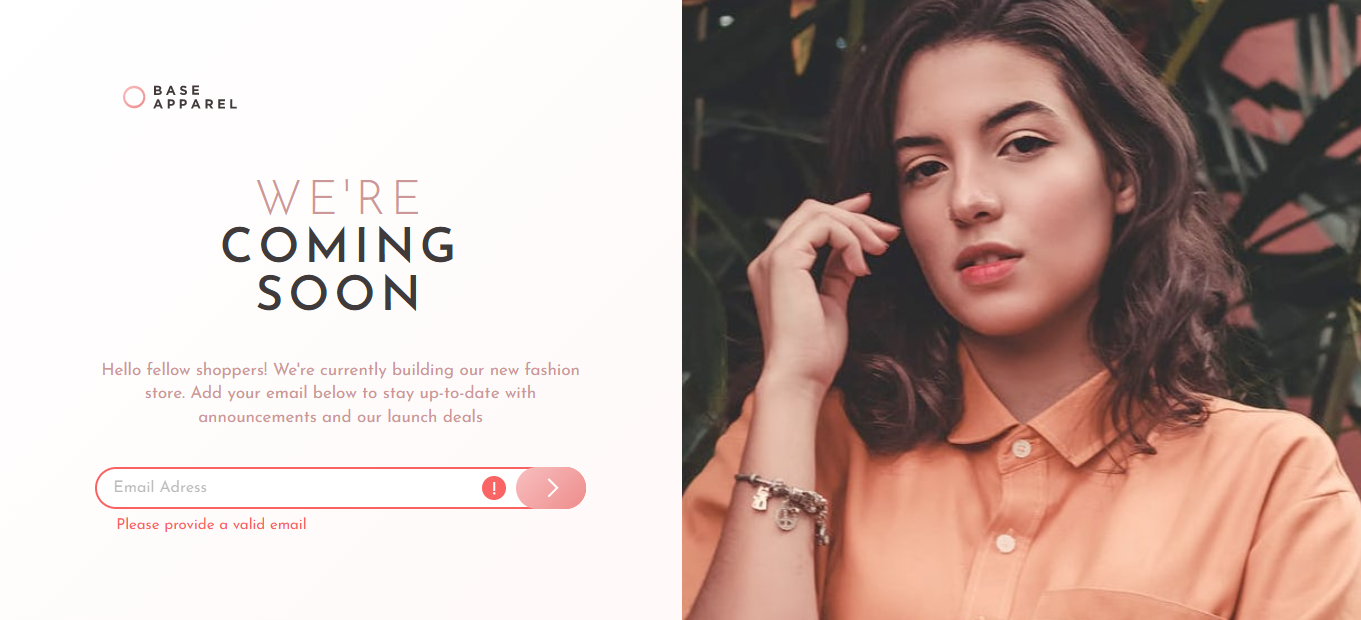 BASE
APPAREL
WE'RE
COMING
SOON
Hello fellow shoppers! We're currently building our new fashion
store. Add your email below to stay up-to-date with
announcements and our launch deals
Email Adress
!
Please provide a valid email